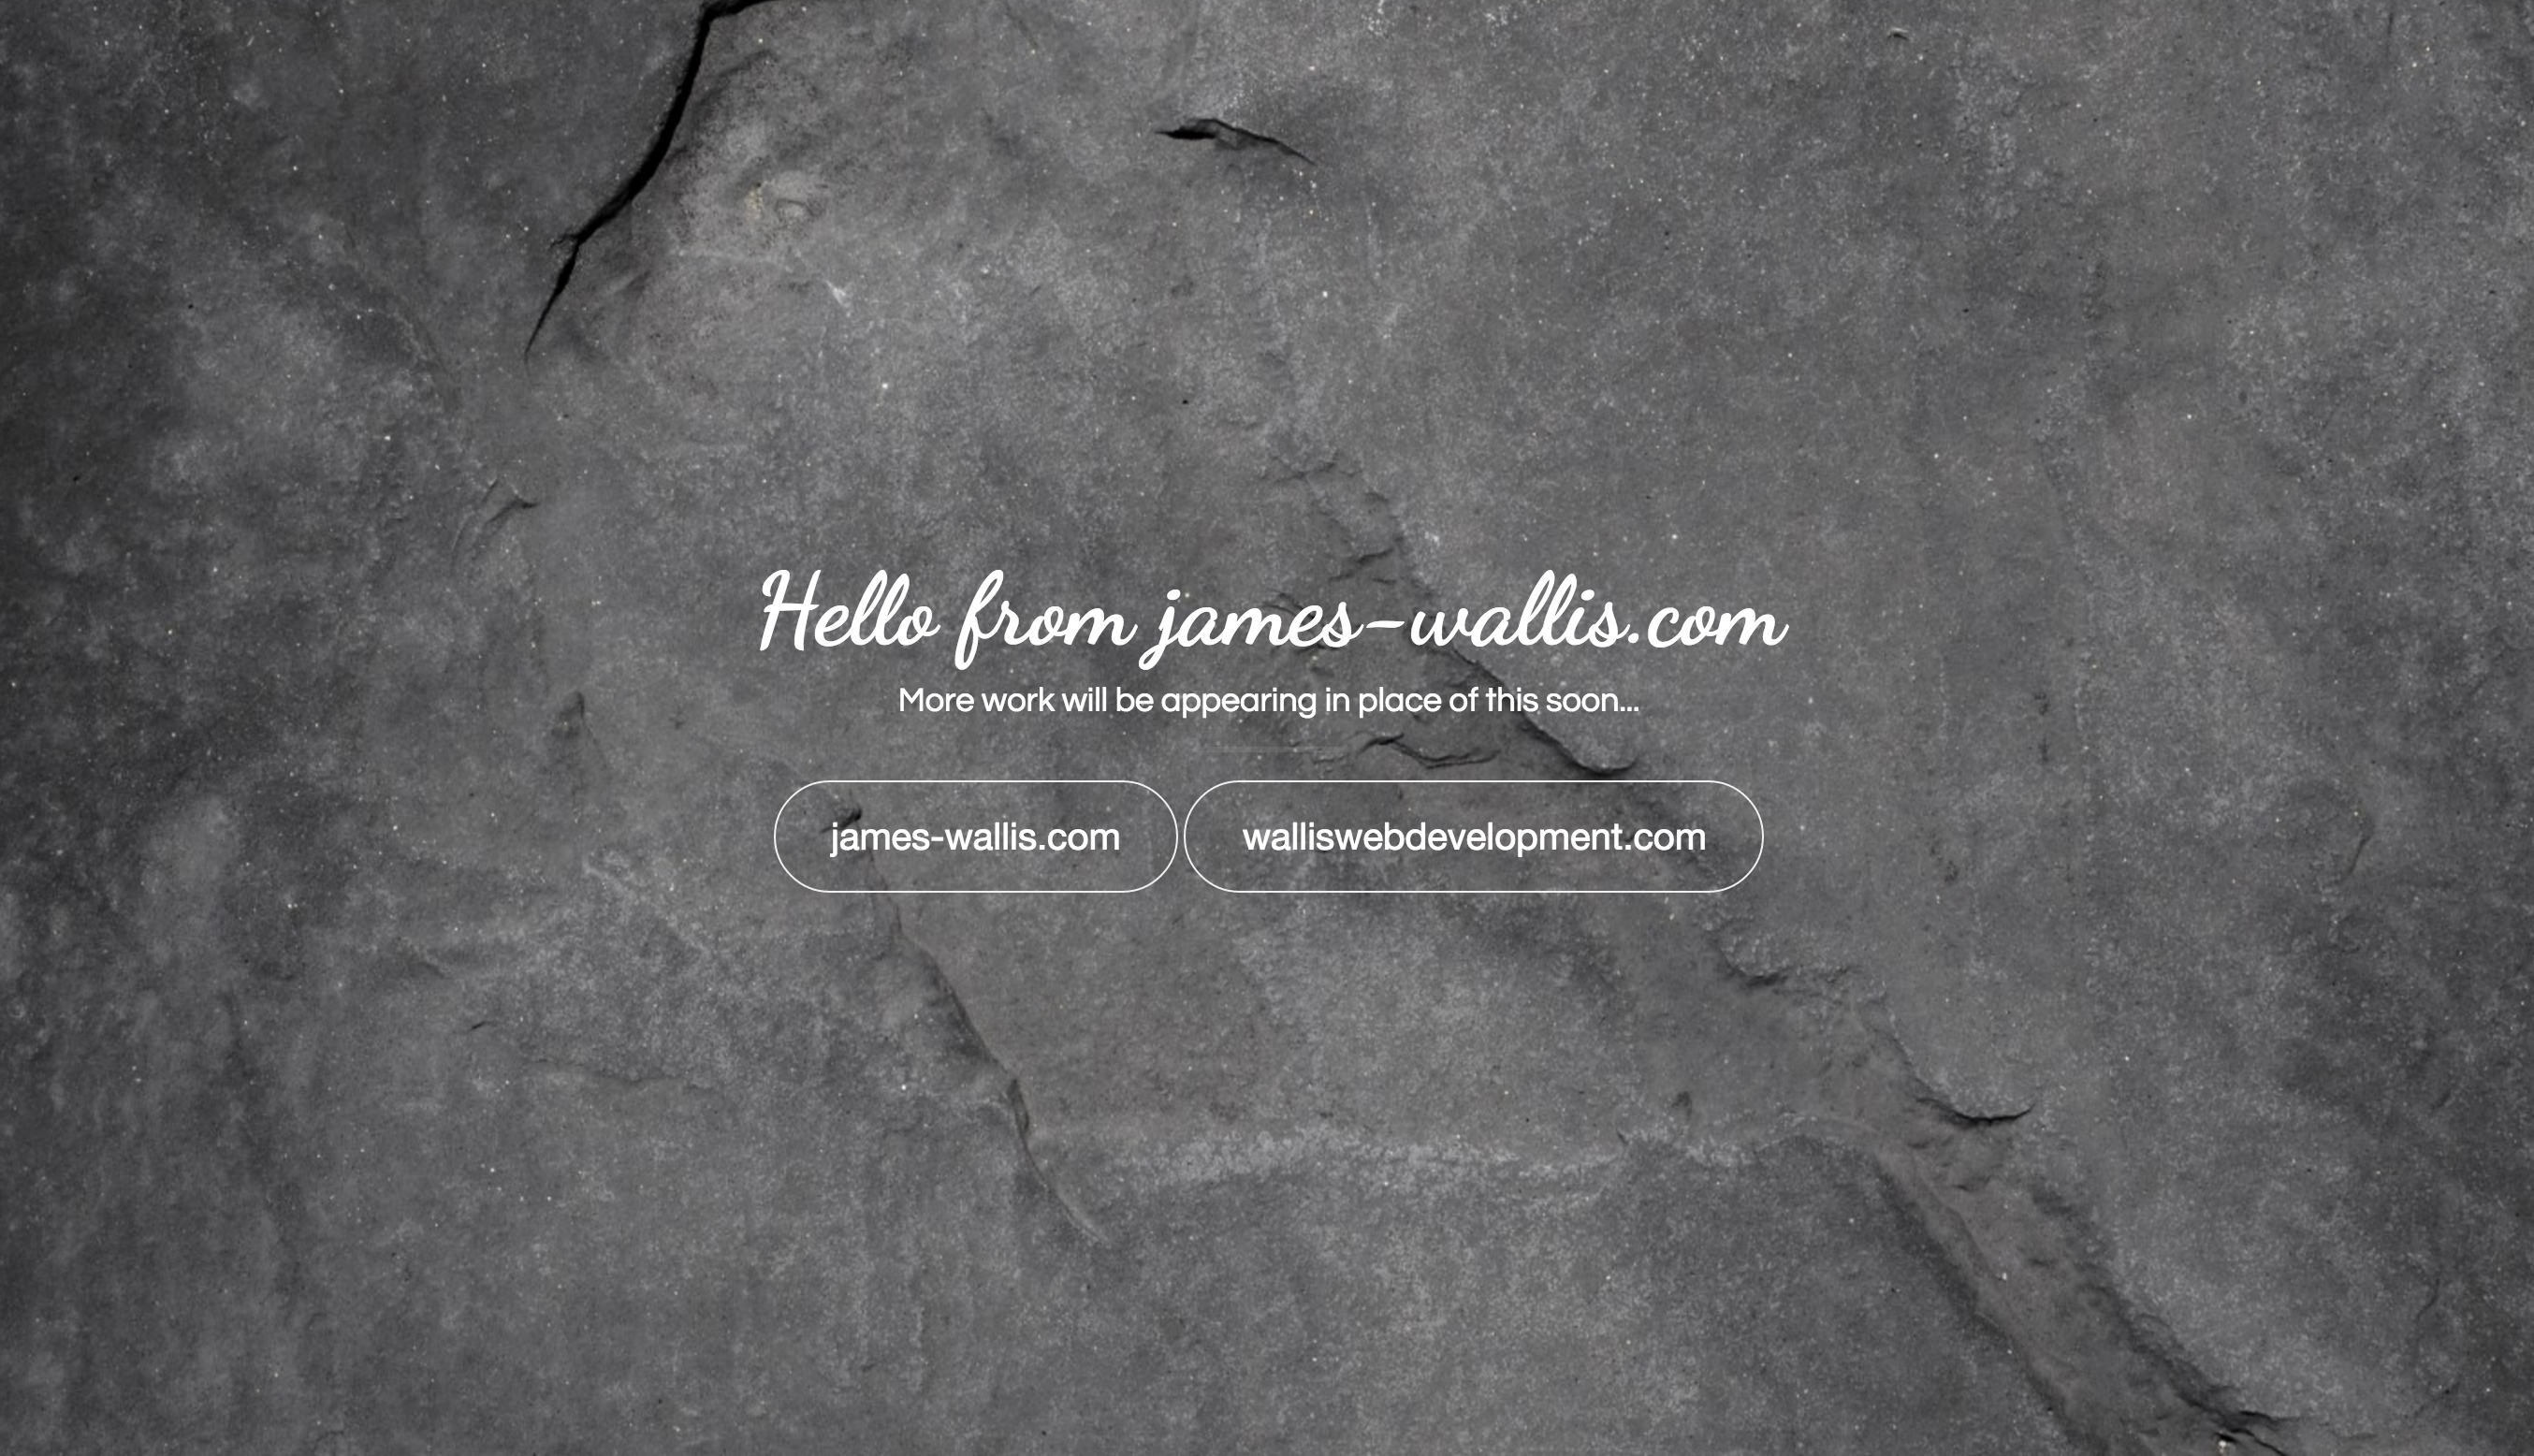 Hello from james-wallis.com
More work will be appearing in place of this soon...
james-wallis.com walliswebdevelopment.com